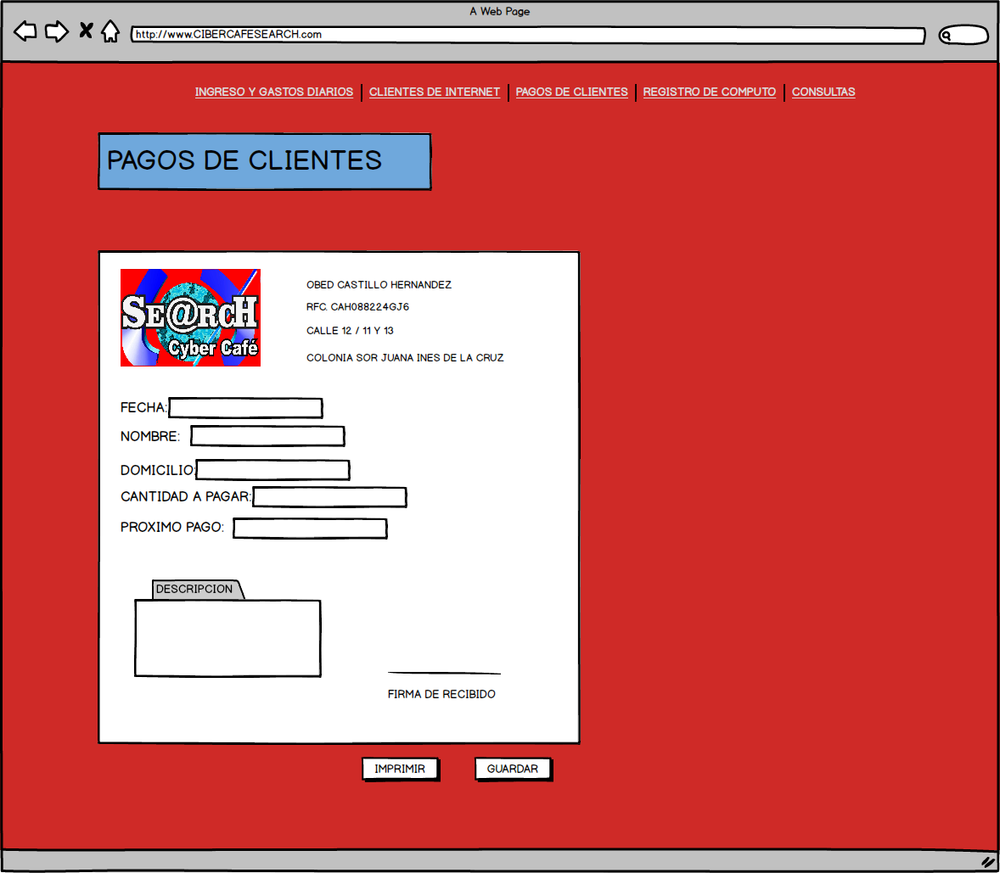 A Web Page
http://www.CIBERCAFESEARCH.com
INGRESO Y GASTOS DIARIOS CLIENTES DE INTERNET PAGOS DE CLIENTES REGISTRO DE COMPUTO CONSULTAS
PAGOS DE CLIENTES
SE@RCH
Cyber Café
OBED CASTILLO HERNANDEZ
RFC. CAH088224GJ6
CALLE 12 / 11 Y 13
COLONIA SOR JUANA INES DE LA CRUZ
FECHA:
NOMBRE:
DOMICILIO:
CANTIDAD A PAGAR:
PROXIMO PAGO:
DESCRIPCION
FIRMA DE RECIBIDO
IMPRIMIR GUARDAR